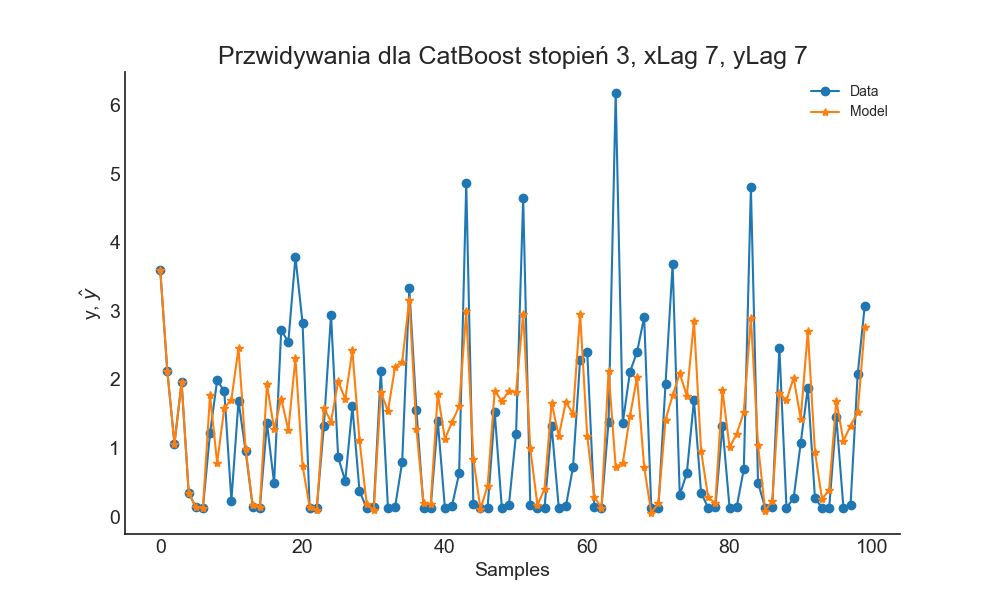 Przwidywania dla CatBoost stopień 3, xLag 7, yLag 7
Data
Model
6
5
4
3
2
1
0
y, ŷ
0 20 40 60 80 100
Samples